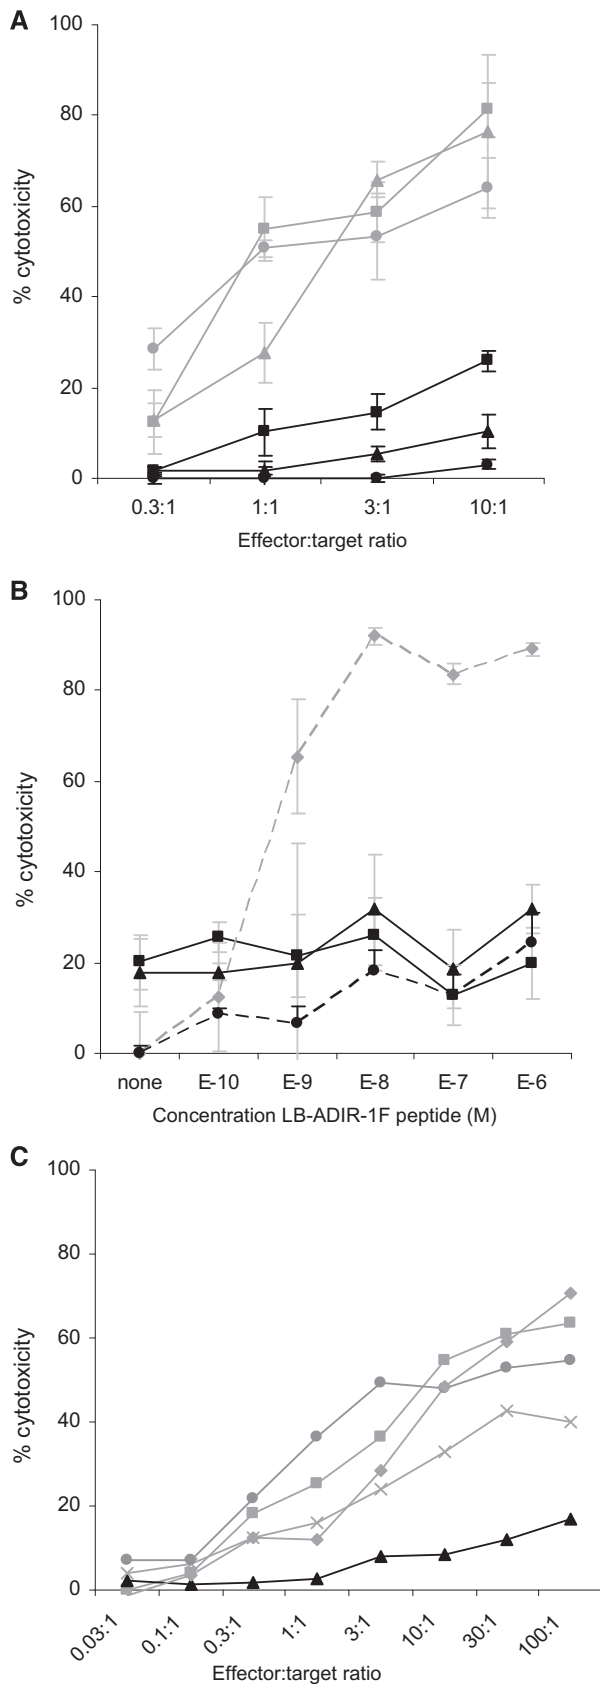 A
100
80
60
40
20
0
% cytotoxicity
0.3:1 1:1 3:1 10:1
Effector:target ratio
B
100
80
60
40
20
0
% cytotoxicity
none E-10 E-9 E-8 E-7 E-6
Concentration LB-ADIR-1F peptide (M)
C
100
80
60
40
20
0
% cytotoxicity
0.03:1 0.1:1 0.3:1 1:1 3:1 10:1 30:1 100:1
Effector:target ratio